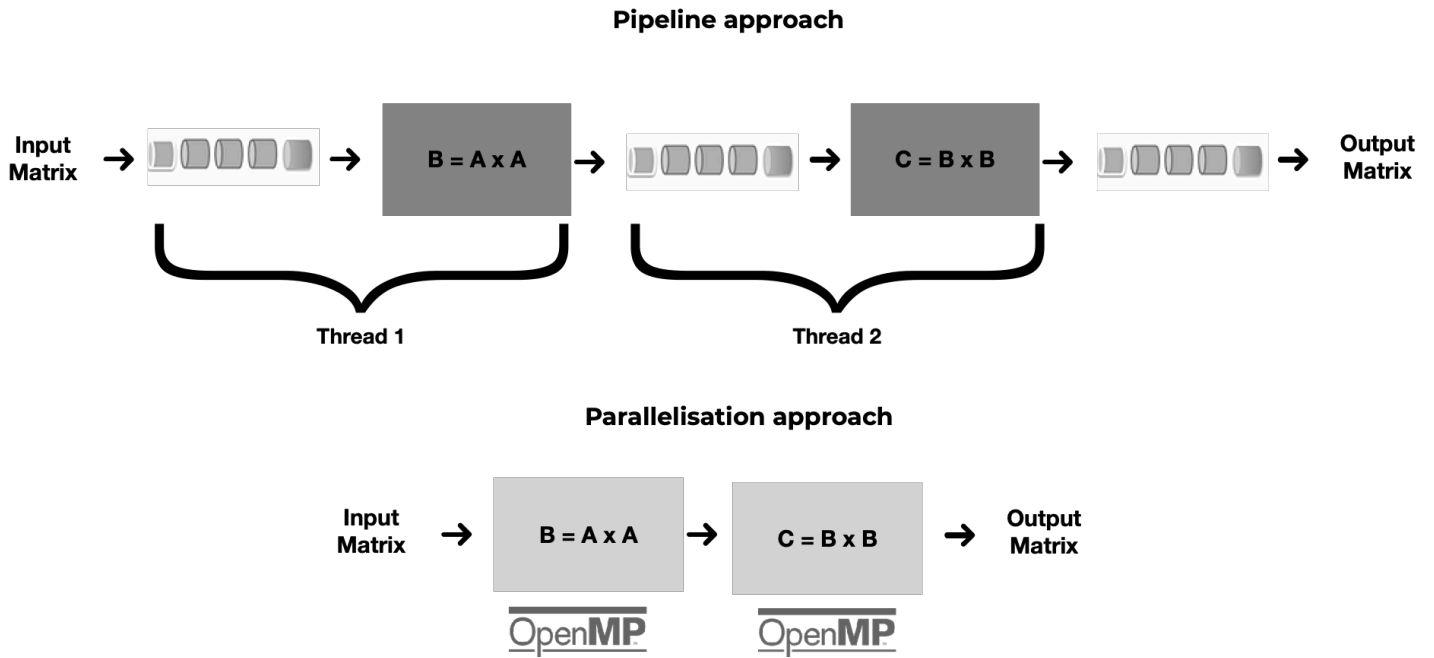 Pipeline approach
Input
Matrix
B = A x A
C = B x B
Output
Matrix
Thread 1
Thread 2
Parallelisation approach
Input
Matrix
B = A x A
C = B x B
Output
Matrix
OpenMP
OpenMP